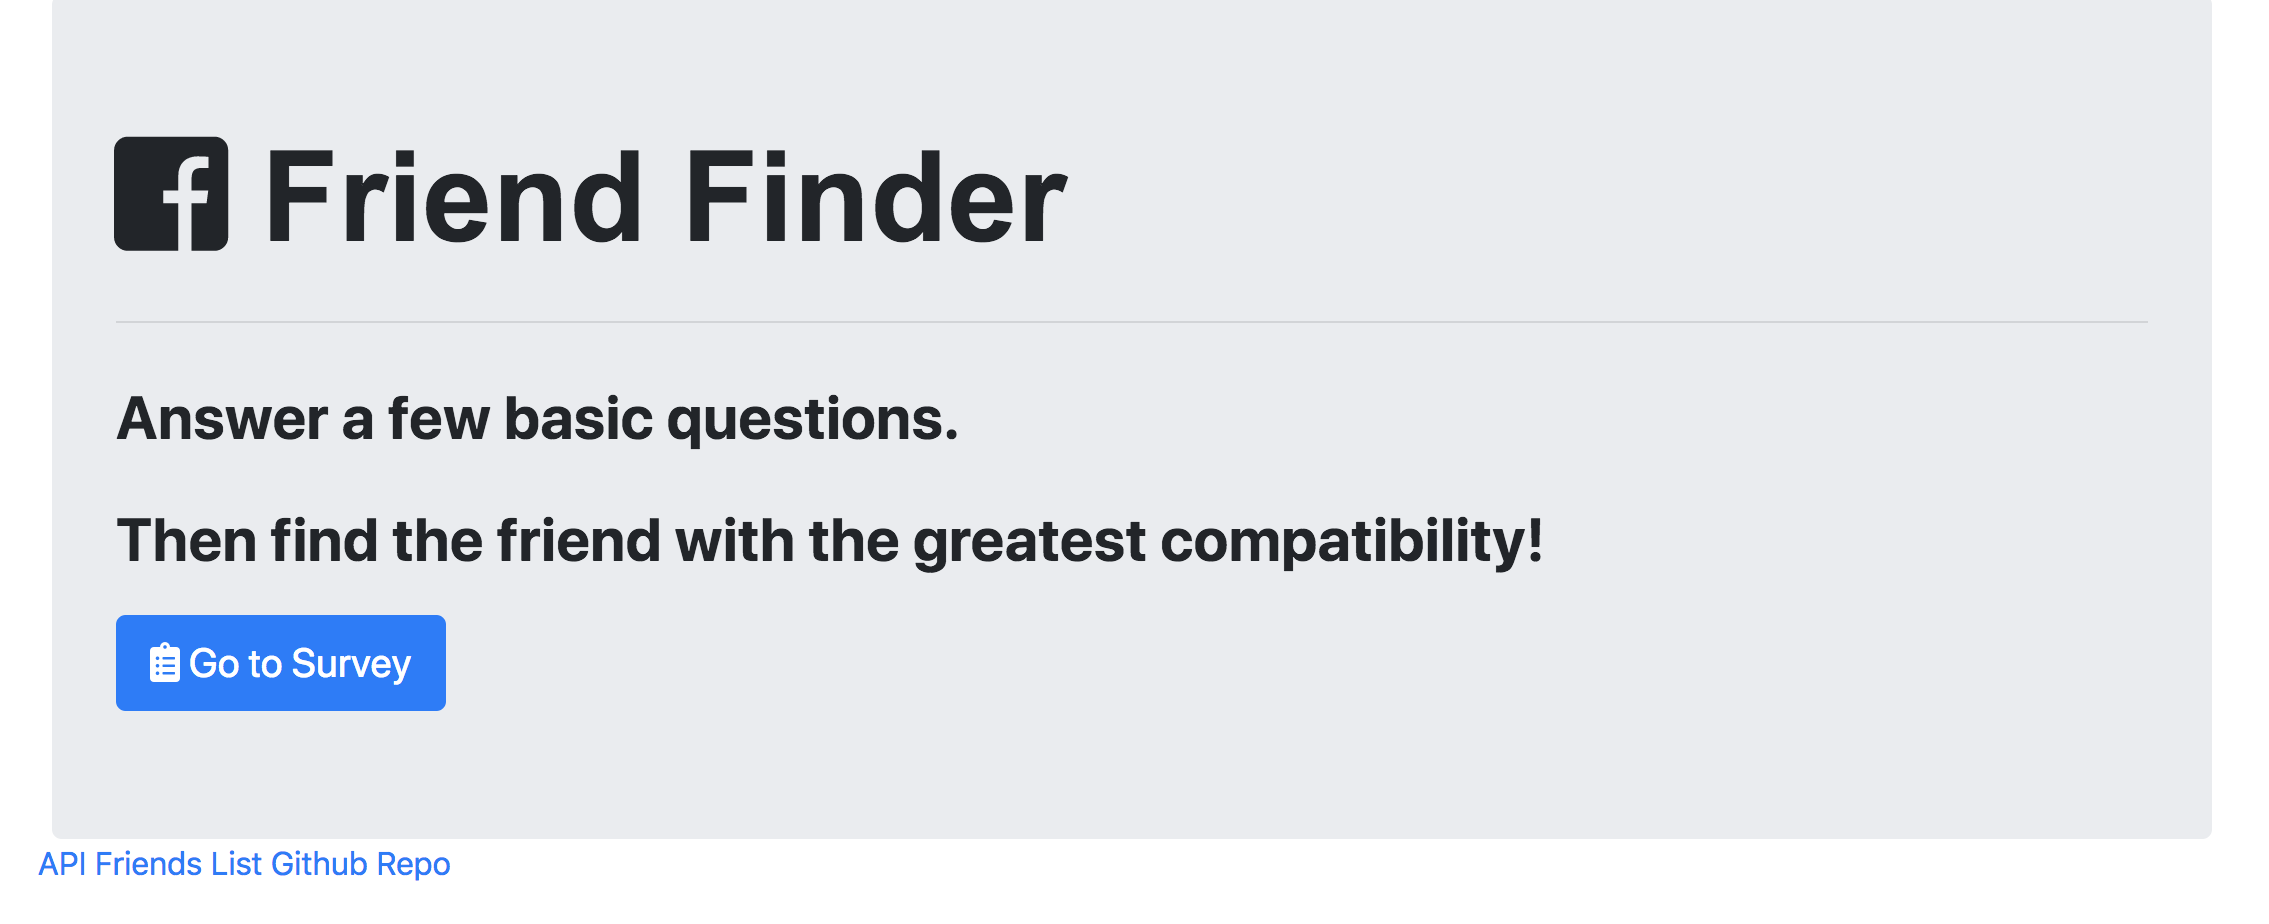 Friend Finder
Answer a few basic questions.
Then find the friend with the greatest compatibility!
Go to Survey
API Friends List Github Repo